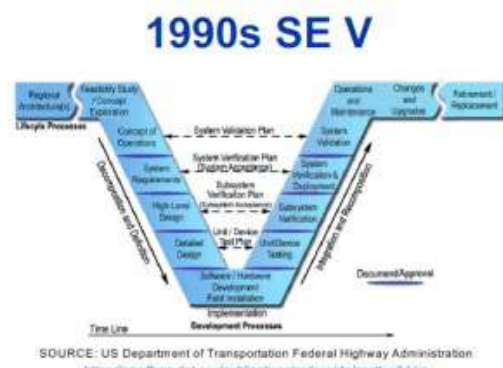 1990s SE V
Regional
Architecture(s)
Feasibility Study
/ Concept
Exploration
Operations
and
Maintenance
Changes
and
Upgrades
Retirement/
Replacement
Lifecycle Processes
Concept of
Operations
System Validation Plan
System
Validation
System
Requirements
System Verification Plan
(System Acceptance)
System
Verification &
Deployment
High-Level
Design
Subsystem
Verification Plan
(Subsystem Acceptance)
Subsystem
Verification
Detailed
Design
Unit / Device
Test Plan
Unit/Device
Testing
Decomposition and Definition
Integration and Recomposition
Software / Hardware
Development
Field Installation
Document/Approval
Implementation
Time Line
Development Processes
SOURCE: US Department of Transportation Federal Highway Administration